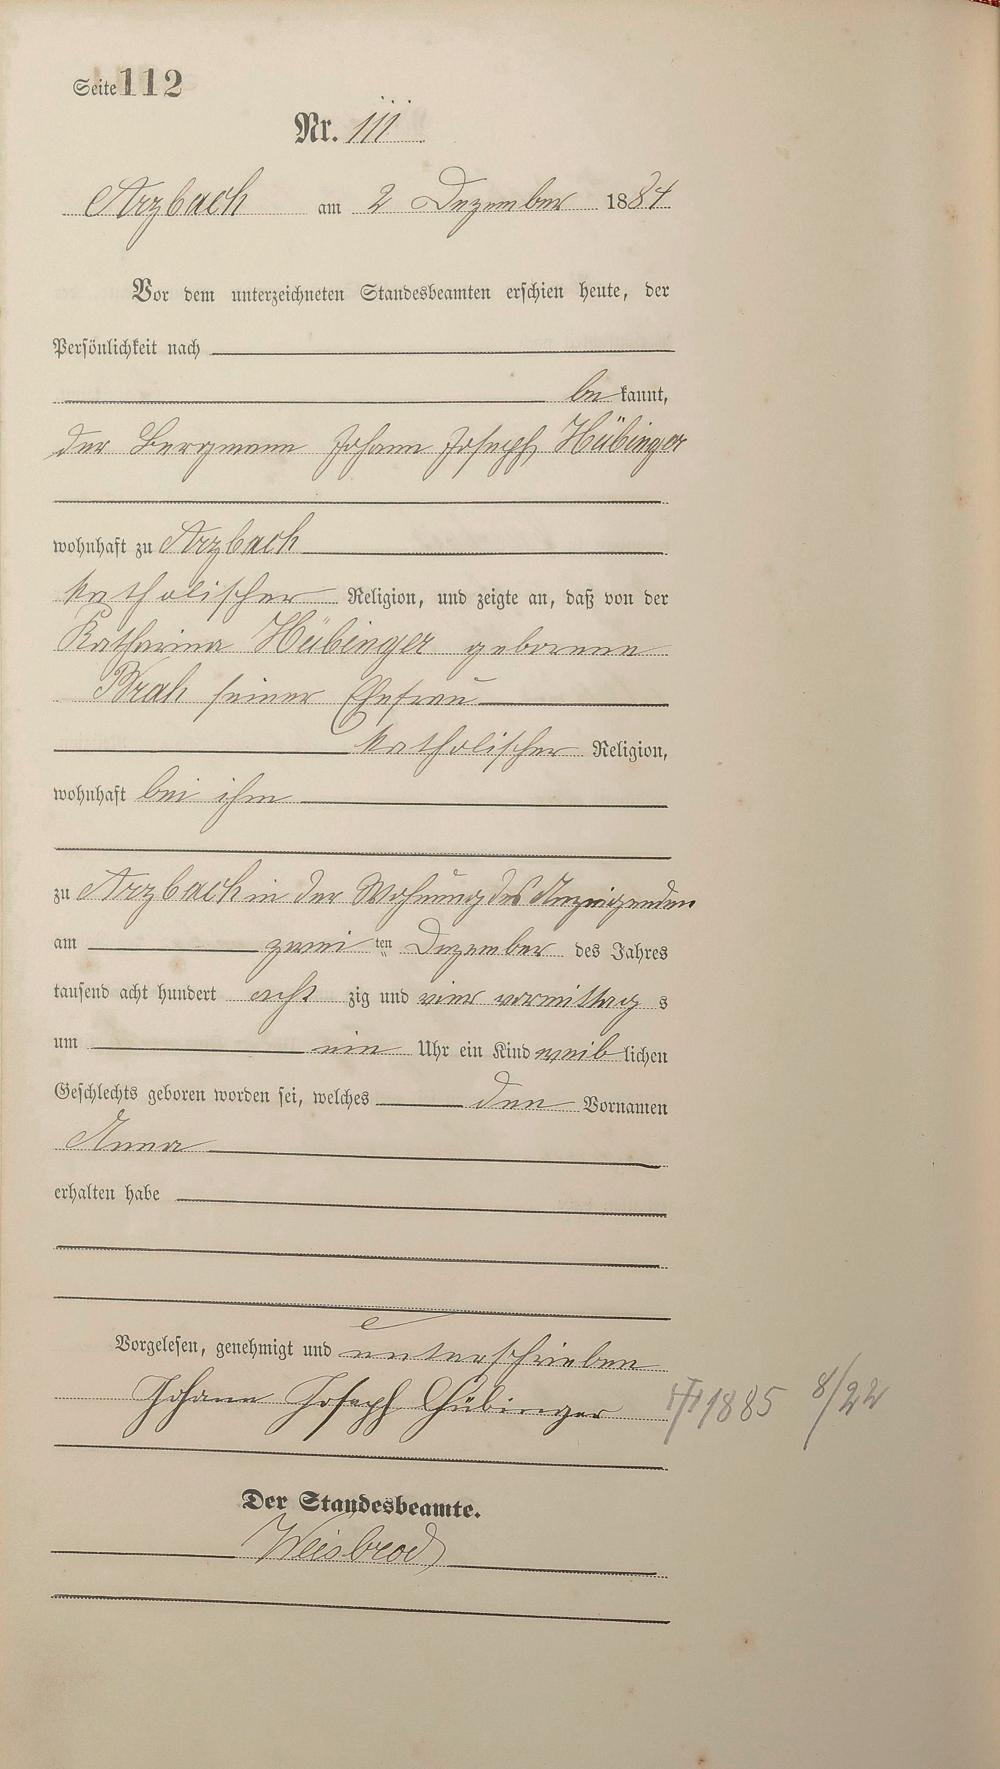 Seite 112
Nr. 111
Arzbach am 2 Dezember 1884
Vor dem unterzeichneten Standesbeamten erschien heute, der
Persönlichkeit nach
be kannt,
der Bergmann Johann Joseph Hübinger
wohnhaft zu Arzbach
katholischer Religion, und zeigte an, daß von der
Katharina Hübinger geborene
Brah seiner Ehefrau
katholischer Religion,
wohnhaft bei ihm
zu Arzbach in der Wohnung des Anzeigenden
am zwei ten Dezember des Jahres
tausend acht hundert acht zig und vier vormittag s
um ein Uhr ein Kind weib lichen
Geschlechts geboren worden sei, welches den Vornamen
Anna
erhalten habe
Vorgelesen, genehmigt und unterschrieben
Johann Joseph Hübinger 1885 8/22
Der Standesbeamte.
Weisbrod